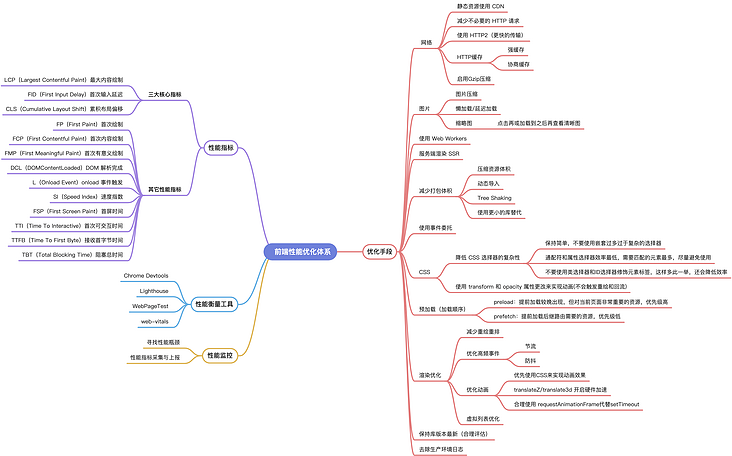 前端性能优化体系
性能指标
三大核心指标
LCP（Largest Contentful Paint）最大内容绘制
FID（First Input Delay）首次输入延迟
CLS（Cumulative Layout Shift）累积布局偏移
其它性能指标
FP（First Paint）首次绘制
FCP（First Contentful Paint）首次内容绘制
FMP（First Meaningful Paint）首次有意义绘制
DCL（DOMContentLoaded）DOM 解析完成
L（Onload Event）onload 事件触发
SI（Speed Index）速度指数
FSP（First Screen Paint）首屏时间
TTI（Time To Interactive）首次可交互时间
TTFB（Time To First Byte）接收首字节时间
TBT（Total Blocking Time）阻塞总时间
性能衡量工具
Chrome Devtools
Lighthouse
WebPageTest
web-vitals
性能监控
寻找性能瓶颈
性能指标采集与上报
优化手段
网络
静态资源使用 CDN
减少不必要的 HTTP 请求
使用 HTTP2（更快的传输）
HTTP缓存
强缓存
协商缓存
启用Gzip压缩
图片
图片压缩
懒加载/延迟加载
缩略图
点击再或加载到之后再查看清晰图
使用 Web Workers
服务端渲染 SSR
减少打包体积
压缩资源体积
动态导入
Tree Shaking
使用更小的库替代
使用事件委托
CSS
降低 CSS 选择器的复杂性
保持简单，不要使用嵌套过多过于复杂的选择器
通配符和属性选择器效率最低，需要匹配的元素最多，尽量避免使用
不要使用类选择器和ID选择器修饰元素标签，这样多此一举，还会降低效率
使用 transform 和 opacity 属性更改来实现动画(不会触发重绘和回流)
预加载（加载顺序）
preload：提前加载较晚出现，但对当前页面非常重要的资源，优先级高
prefetch：提前加载后继路由需要的资源，优先级低
渲染优化
减少重绘重排
优化高频事件
节流
防抖
优化动画
优先使用CSS来实现动画效果
translateZ/translate3d 开启硬件加速
合理使用 requestAnimationFrame代替setTimeout
虚拟列表优化
保持库版本最新（合理评估）
去除生产环境日志